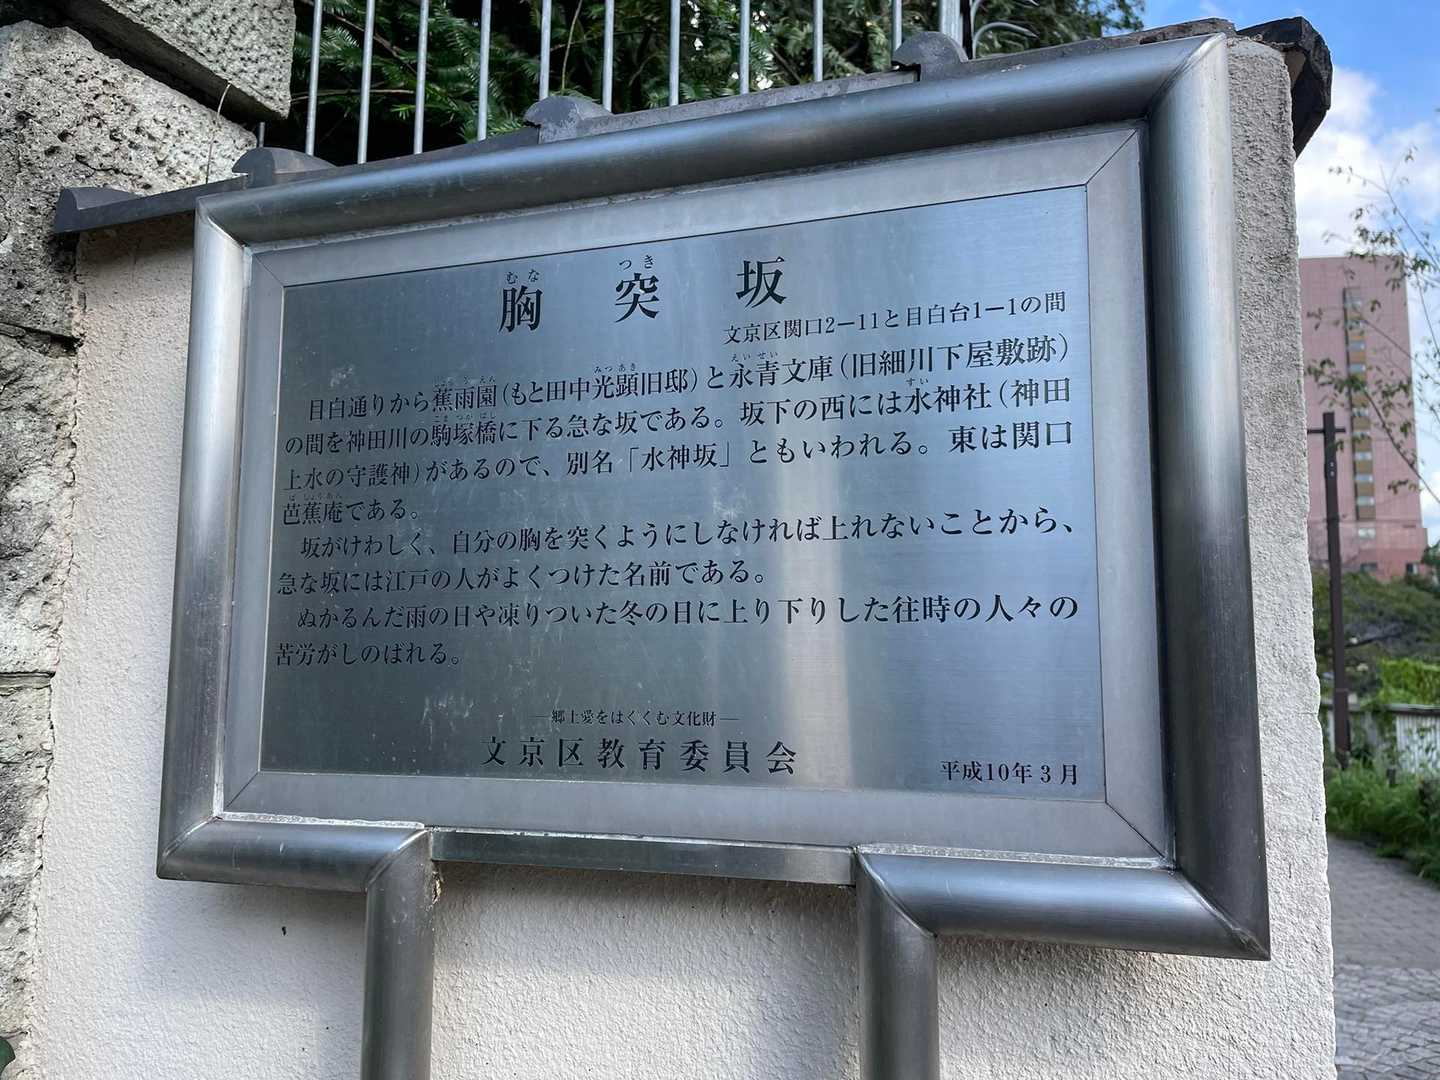 むな つき
胸突坂
文京区関口2−11と目白台1−1の間
目白通りから蕉雨園(もと田中光顕旧邸)と永青文庫(旧細川下屋敷跡)
の間を神田川の駒塚橋に下る急な坂である。坂下の西には水神社(神田
上水の守護神)があるので、別名「水神坂」ともいわれる。東は関口
芭蕉庵である。
坂がけわしく、自分の胸を突くようにしなければ上れないことから、
急な坂には江戸の人がよくつけた名前である。
ぬかるんだ雨の日や凍りついた冬の日に上り下りした往時の人々の
苦労がしのばれる。
―郷土愛をはぐくむ文化財―
文京区教育委員会
平成10年3月